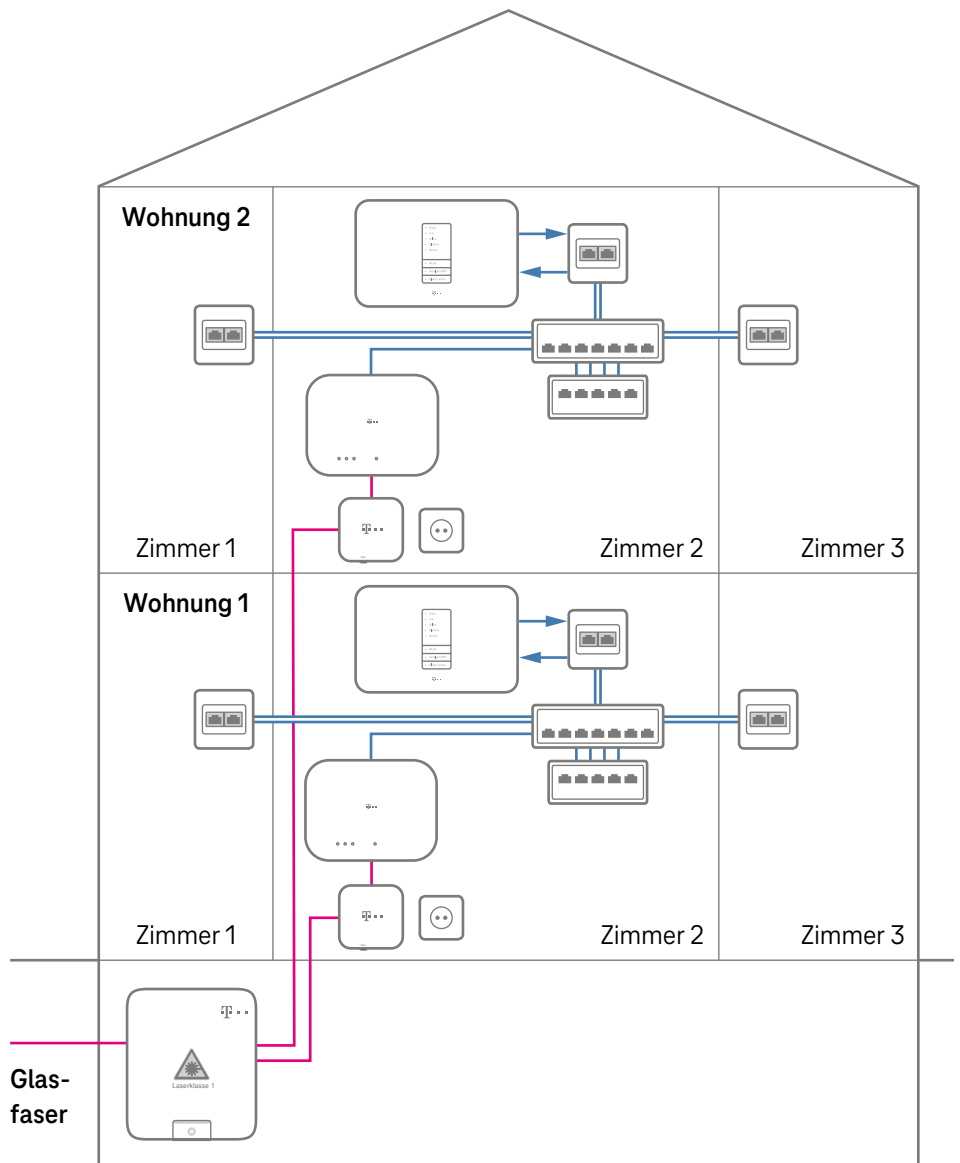 Wohnung 2
Zimmer 1
Zimmer 2
Zimmer 3
Wohnung 1
Zimmer 1
Zimmer 2
Zimmer 3
T
Laserklasse 1
Glas-
faser